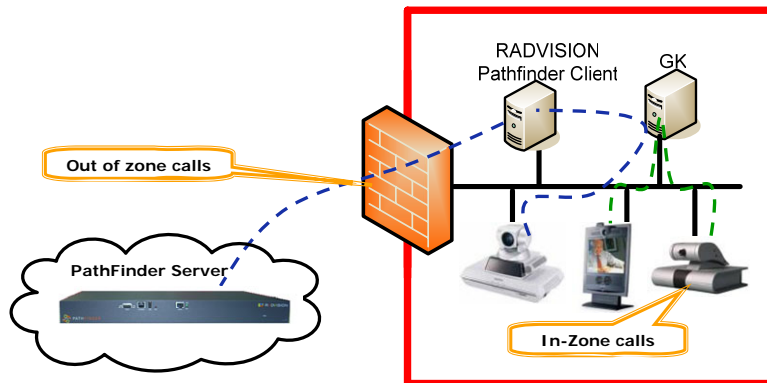 RADVISION
Pathfinder Client
GK
Out of zone calls
PathFinder Server
In-Zone calls